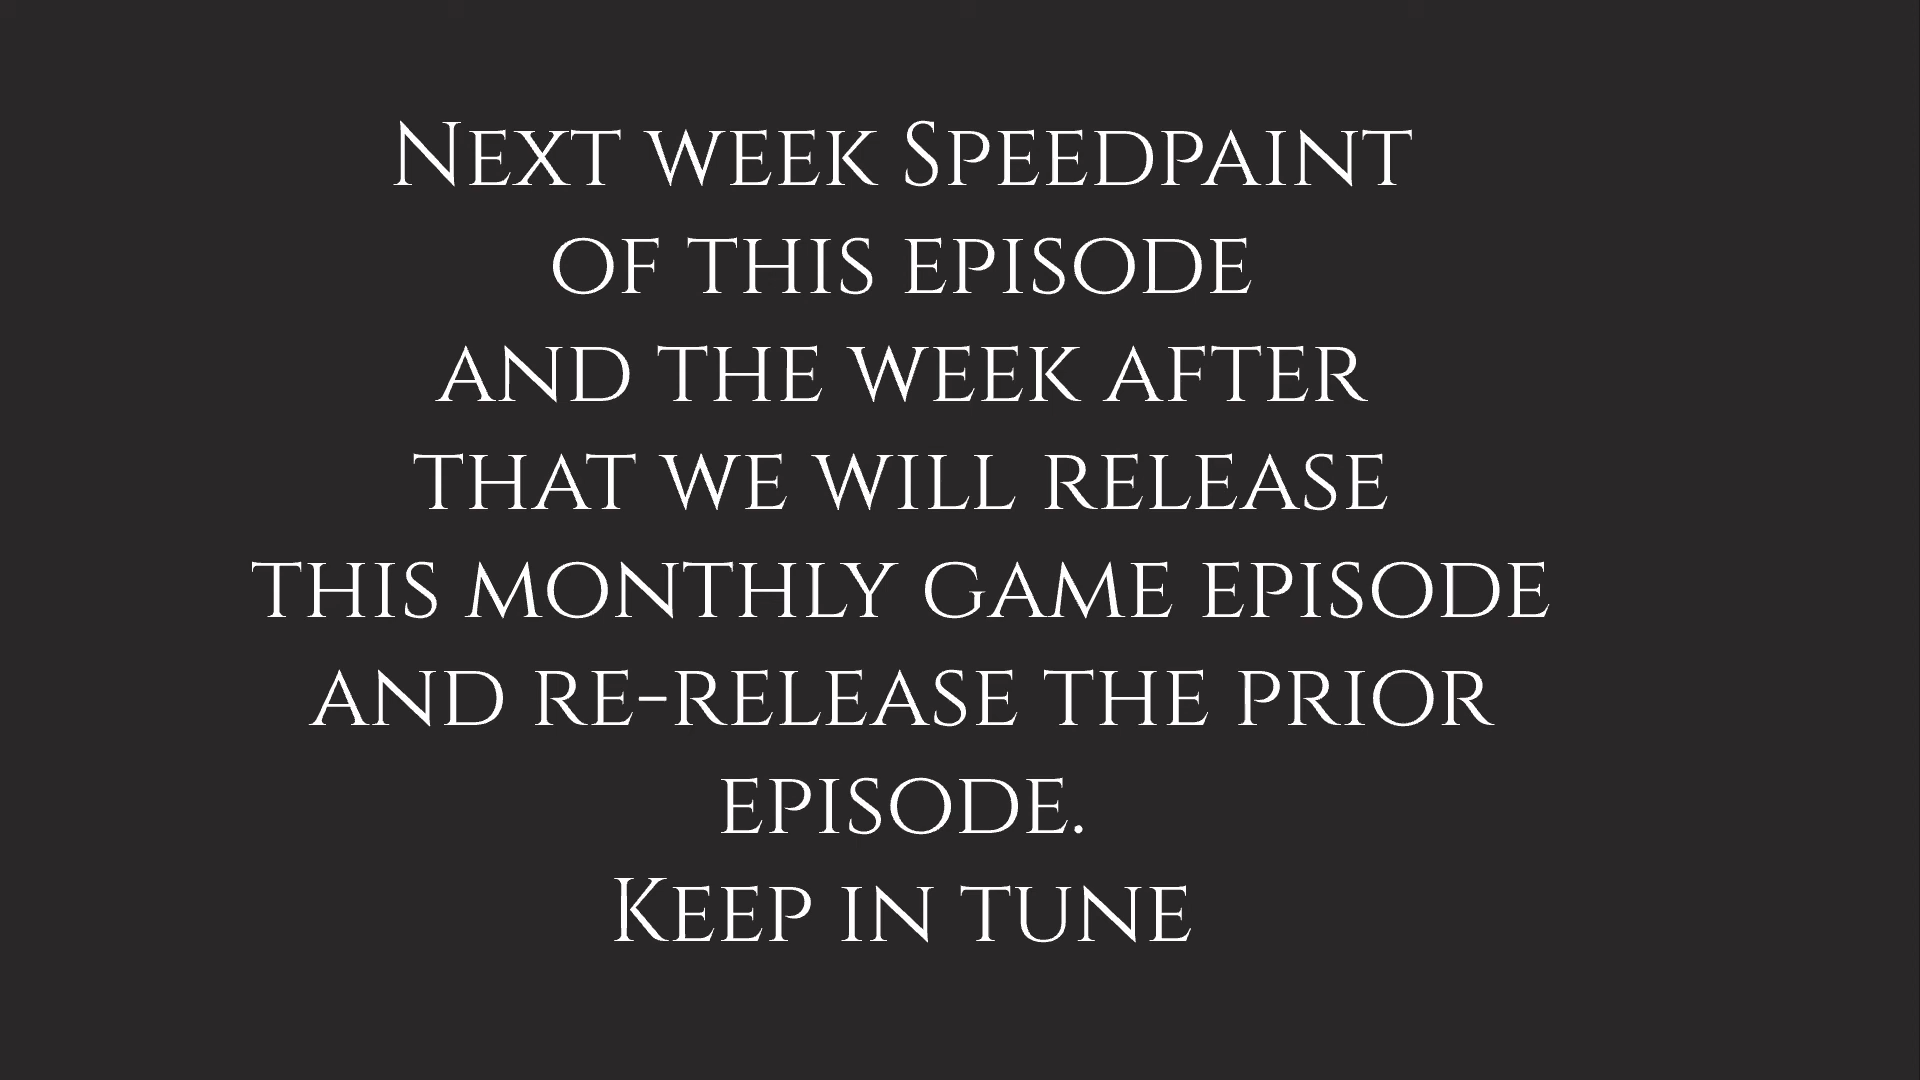 Next week Speedpaint
of this episode
and the week after
that we will release
this monthly game episode
and re-release the prior
episode.
Keep in tune